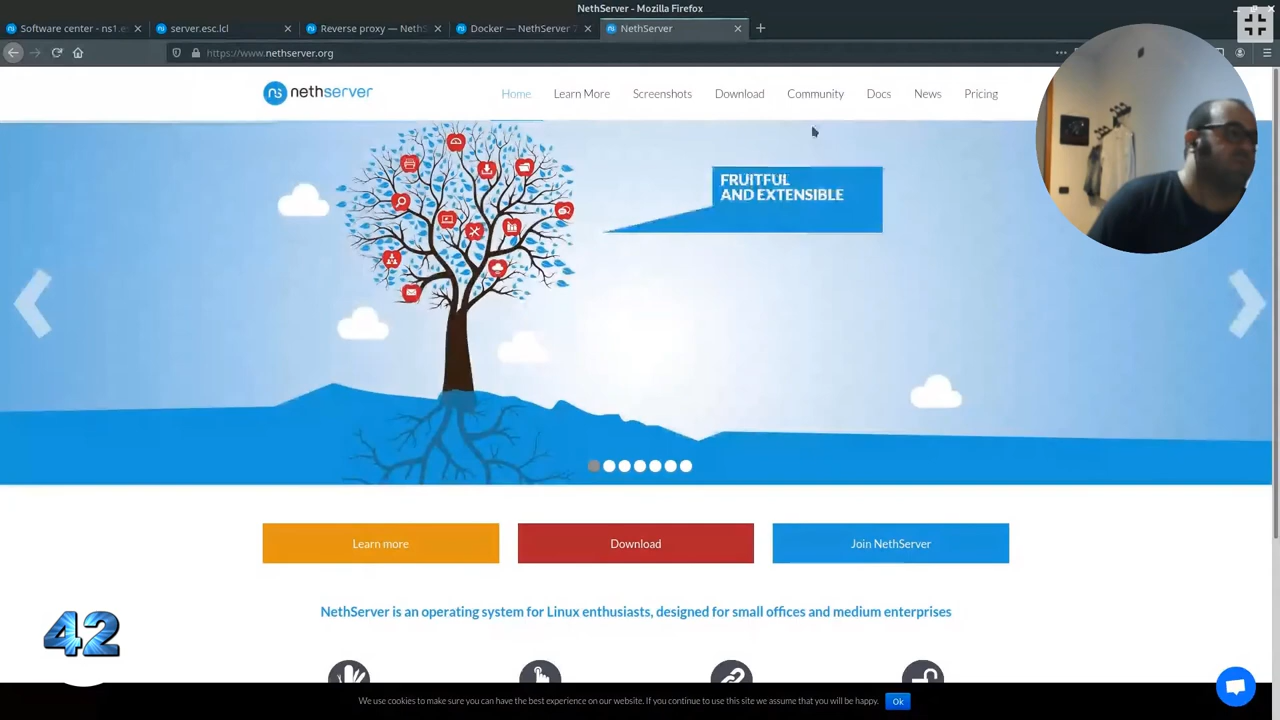 NethServer - Mozilla Firefox
Software center - ns1.e
server.esc.lcl
Reverse proxy — NethS
Docker — NethServer 7
NethServer
https://www.nethserver.org
ns nethserver
Home
Learn More
Screenshots
Download
Community
Docs
News
Pricing
FRUITFUL
AND EXTENSIBLE
Learn more
Download
Join NethServer
NethServer is an operating system for Linux enthusiasts, designed for small offices and medium enterprises
42
We use cookies to make sure you can have the best experience on our website. If you continue to use this site we assume that you will be happy.
Ok